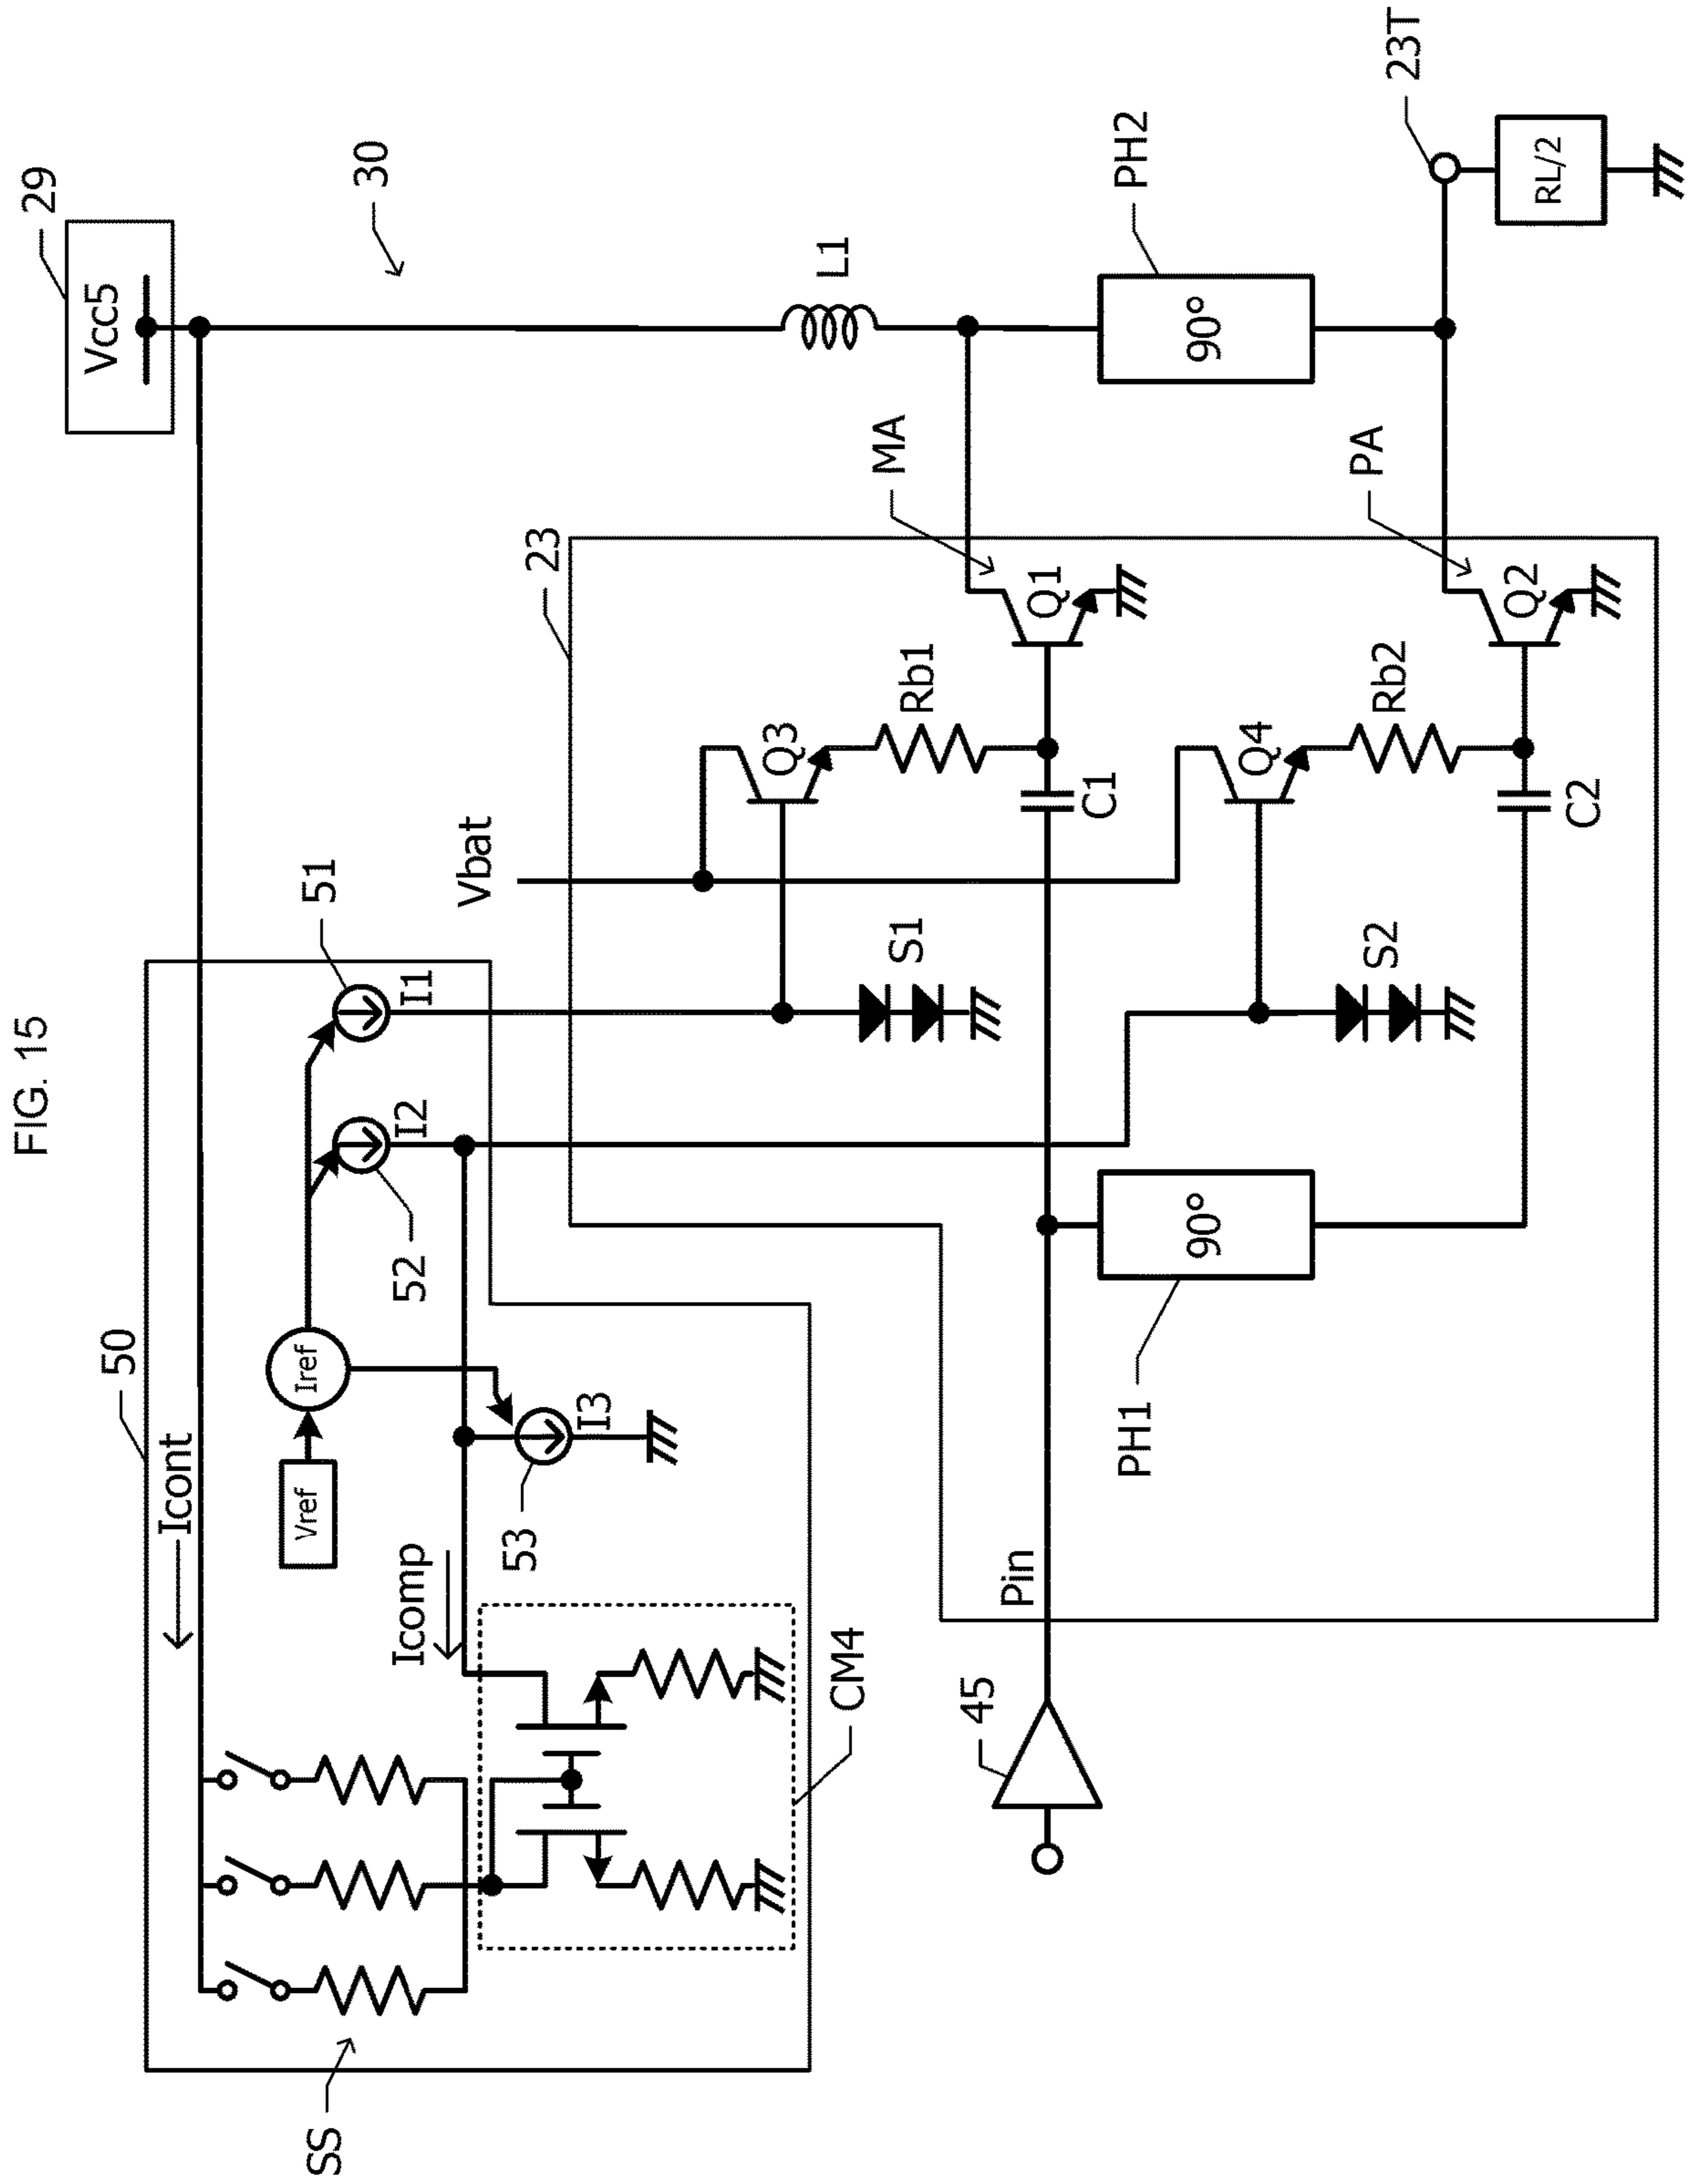 FIG. 15
29
Vcc5
30
50
Icont
51
I1
52
I2
Iref
Vref
53
I3
Icomp
SS
CM4
Vbat
23
MA
L1
PH2
90°
23T
RL/2
PA
Q3
Rb1
Q1
S1
C1
Q4
Rb2
Q2
S2
C2
PH1
90°
Pin
45